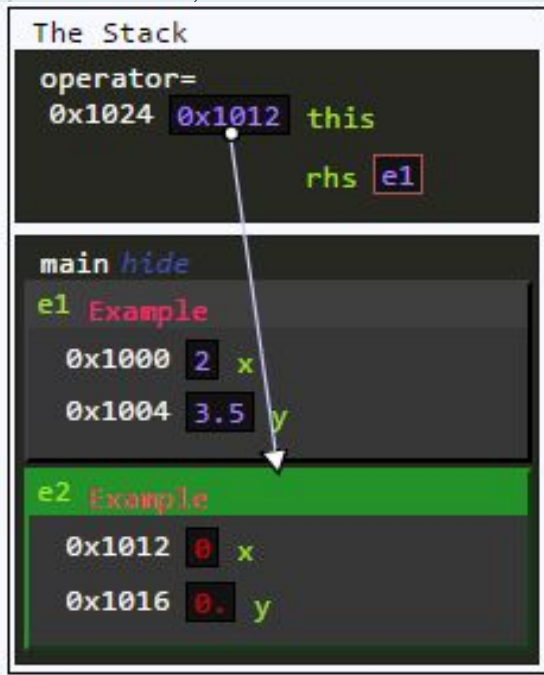 The Stack
operator=
0x1024 0x1012 this
rhs e1
main hide
e1 Example
0x1000 2 x
0x1004 3.5 y
e2 Example
0x1012 0 x
0x1016 0. y